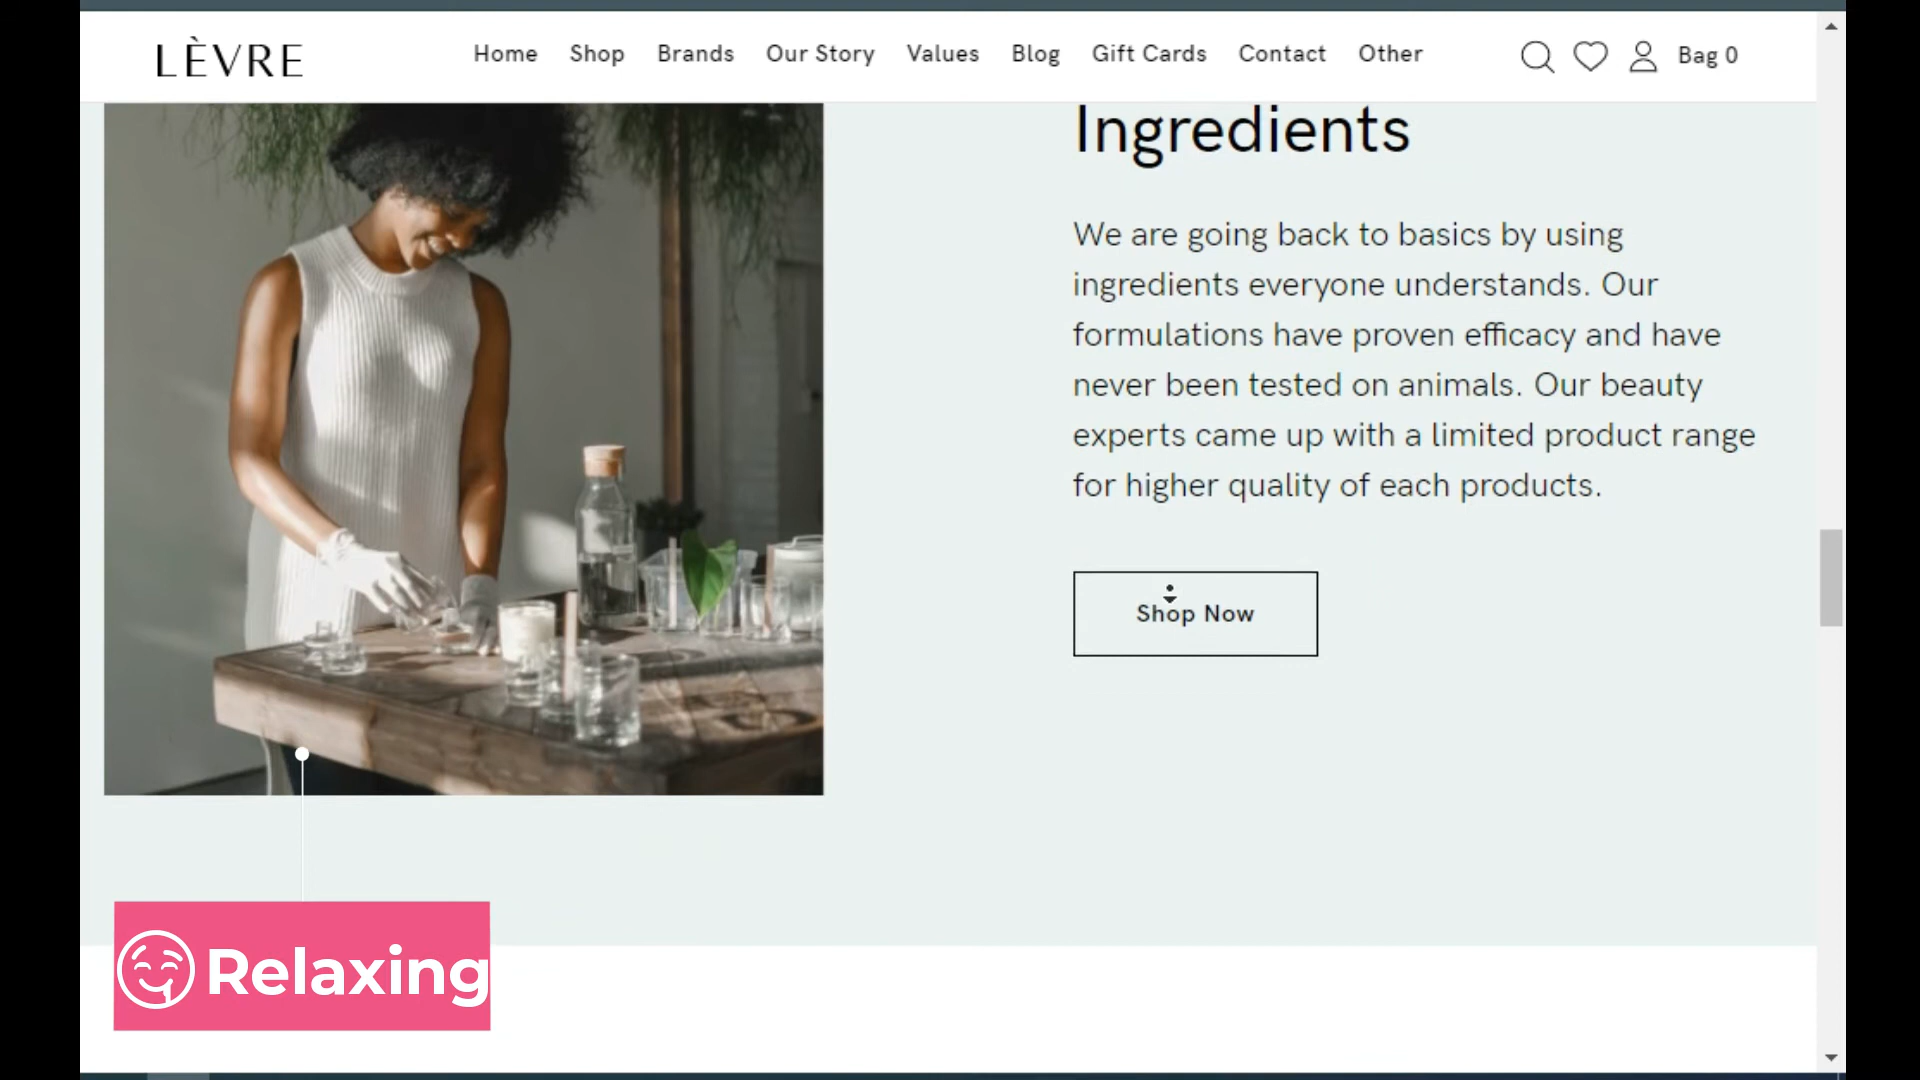 LÈVRE
Home Shop Brands Our Story Values Blog Gift Cards Contact Other
Bag 0
Ingredients
We are going back to basics by using
ingredients everyone understands. Our
formulations have proven efficacy and have
never been tested on animals. Our beauty
experts came up with a limited product range
for higher quality of each products.
Shop Now
Relaxing